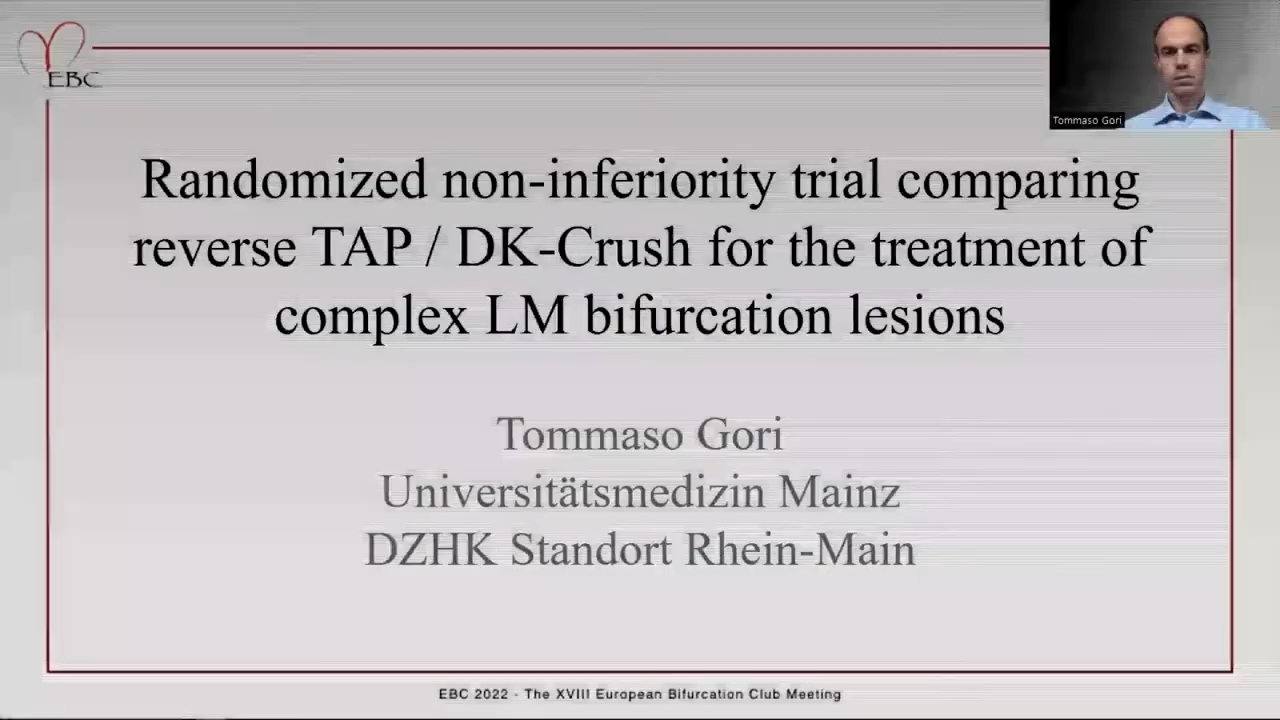 EBC
Tommaso Gori
Randomized non-inferiority trial comparing
reverse TAP / DK-Crush for the treatment of
complex LM bifurcation lesions
Tommaso Gori
Universitätsmedizin Mainz
DZHK Standort Rhein-Main
EBC 2022 - The XVIII European Bifurcation Club Meeting